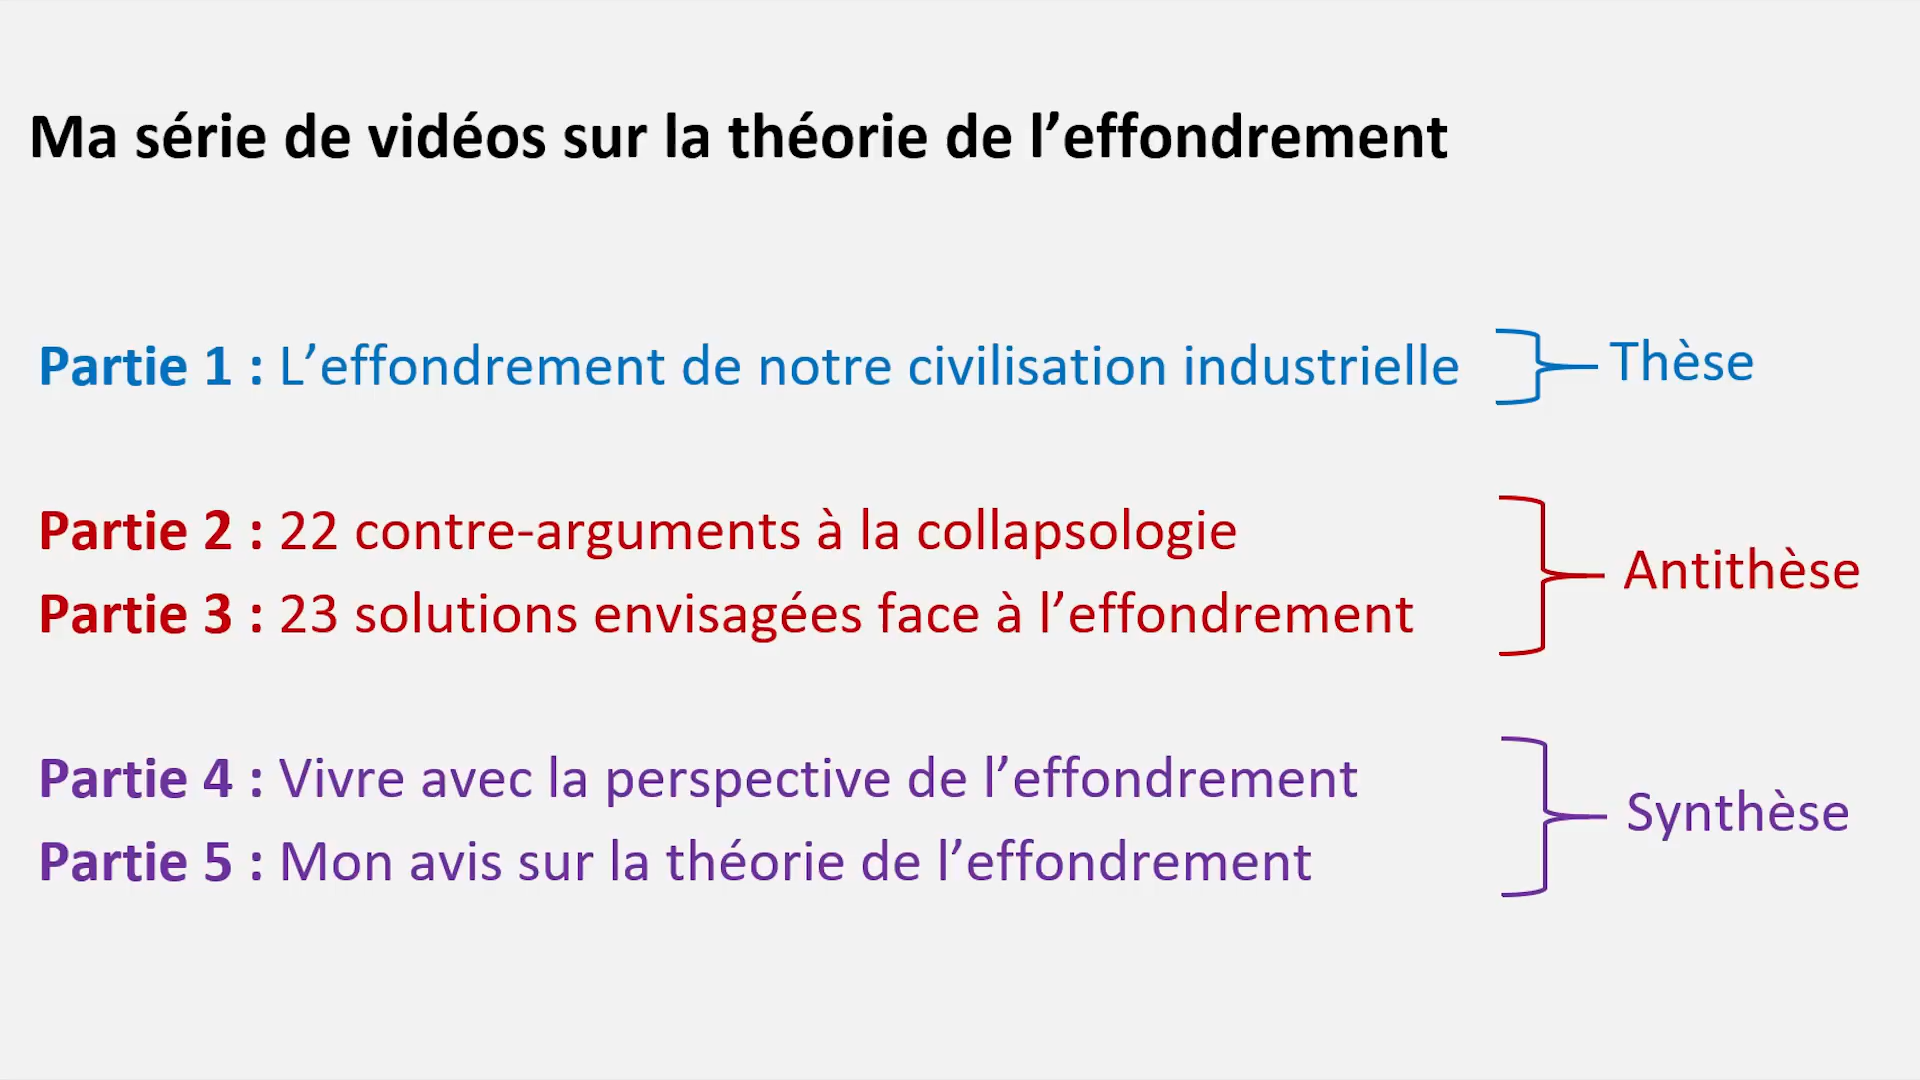 Ma série de vidéos sur la théorie de l’effondrement
Partie 1 : L’effondrement de notre civilisation industrielle
Thèse
Partie 2 : 22 contre-arguments à la collapsologie
Partie 3 : 23 solutions envisagées face à l’effondrement
Antithèse
Partie 4 : Vivre avec la perspective de l’effondrement
Partie 5 : Mon avis sur la théorie de l’effondrement
Synthèse